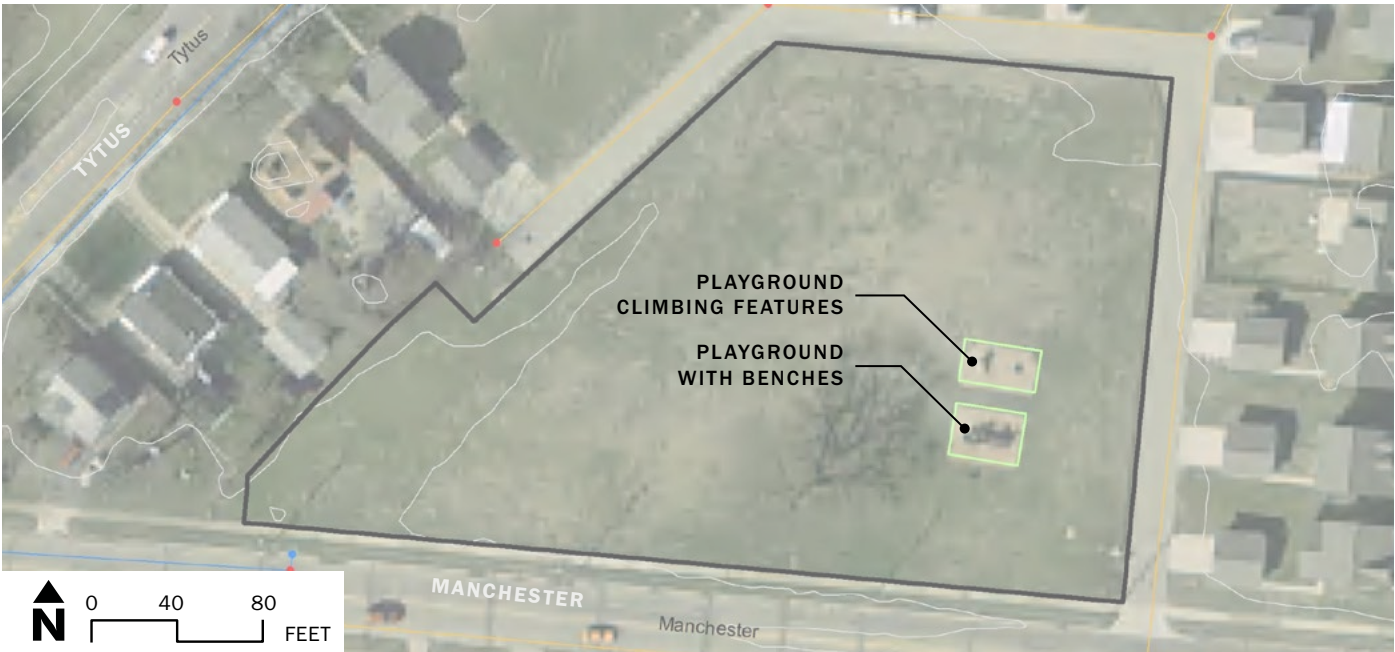 Tytus
TYTUS
PLAYGROUND
CLIMBING FEATURES
PLAYGROUND
WITH BENCHES
MANCHESTER
Manchester
N
0 40 80
FEET